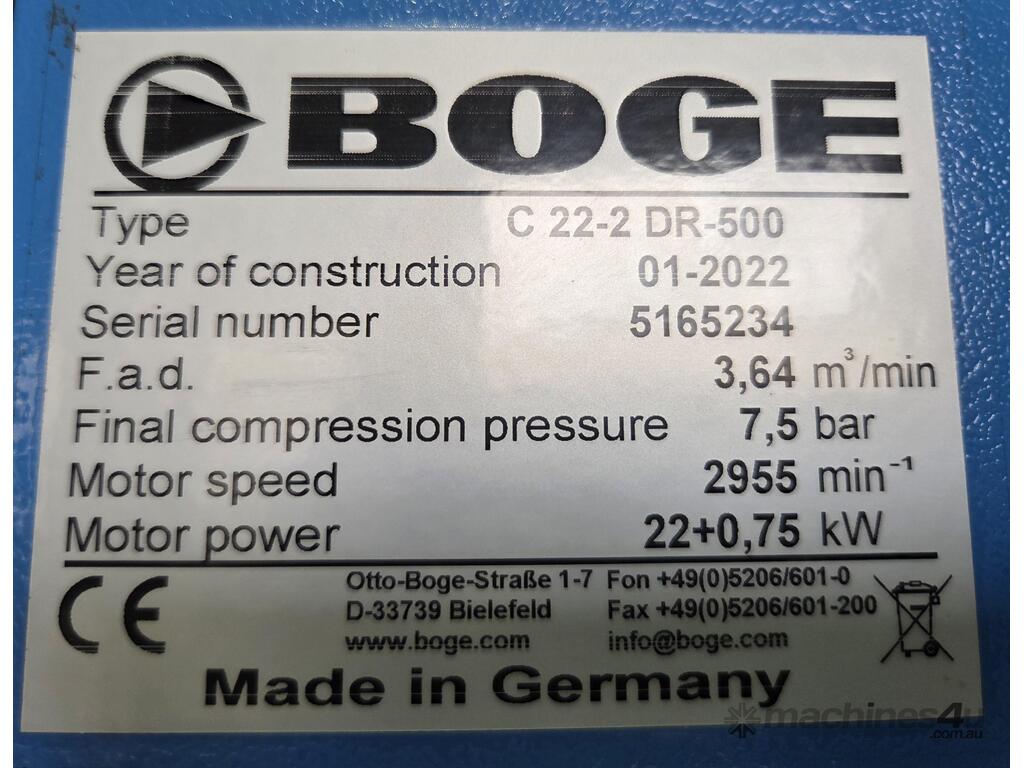 BOGE
Type C 22-2 DR-500
Year of construction 01-2022
Serial number 5165234
F.a.d. 3,64 m³/min
Final compression pressure 7,5 bar
Motor speed 2955 min⁻¹
Motor power 22+0,75 kW
CE
Otto-Boge-Straße 1-7 Fon +49(0)5206/601-0
D-33739 Bielefeld Fax +49(0)5206/601-200
www.boge.com info@boge.com
Made in Germany
machines4u
.com.au